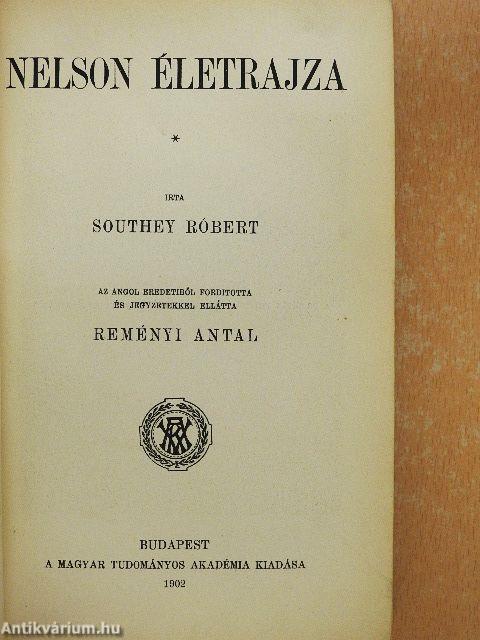 NELSON ÉLETRAJZA
*
IRTA
SOUTHEY RÓBERT
AZ ANGOL EREDETIBŐL FORDITOTTA
ÉS JEGYZETEKKEL ELLÁTTA
REMÉNYI ANTAL
BUDAPEST
A MAGYAR TUDOMÁNYOS AKADÉMIA KIADÁSA
1902
Antikvárium.hu